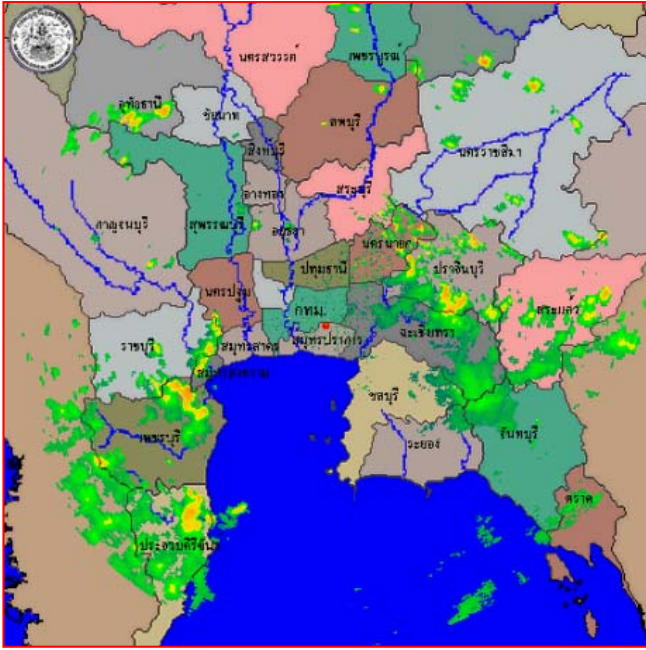 นครสวรรค์
เพชรบูรณ์
อุทัยธานี
ชัยนาท
ลพบุรี
สิงห์บุรี
นครราชสีมา
สระบุรี
อ่างทอง
กาญจนบุรี
สุพรรณบุรี
อยุธยา
นครนายก
ปทุมธานี
ปราจีนบุรี
นครปฐม
กทม.
สระแก้ว
ราชบุรี
สมุทรสาคร
สมุทรปราการ
ฉะเชิงเทรา
สมุทรสงคราม
ชลบุรี
เพชรบุรี
ระยอง
จันทบุรี
ตราด
ประจวบคีรีขันธ์